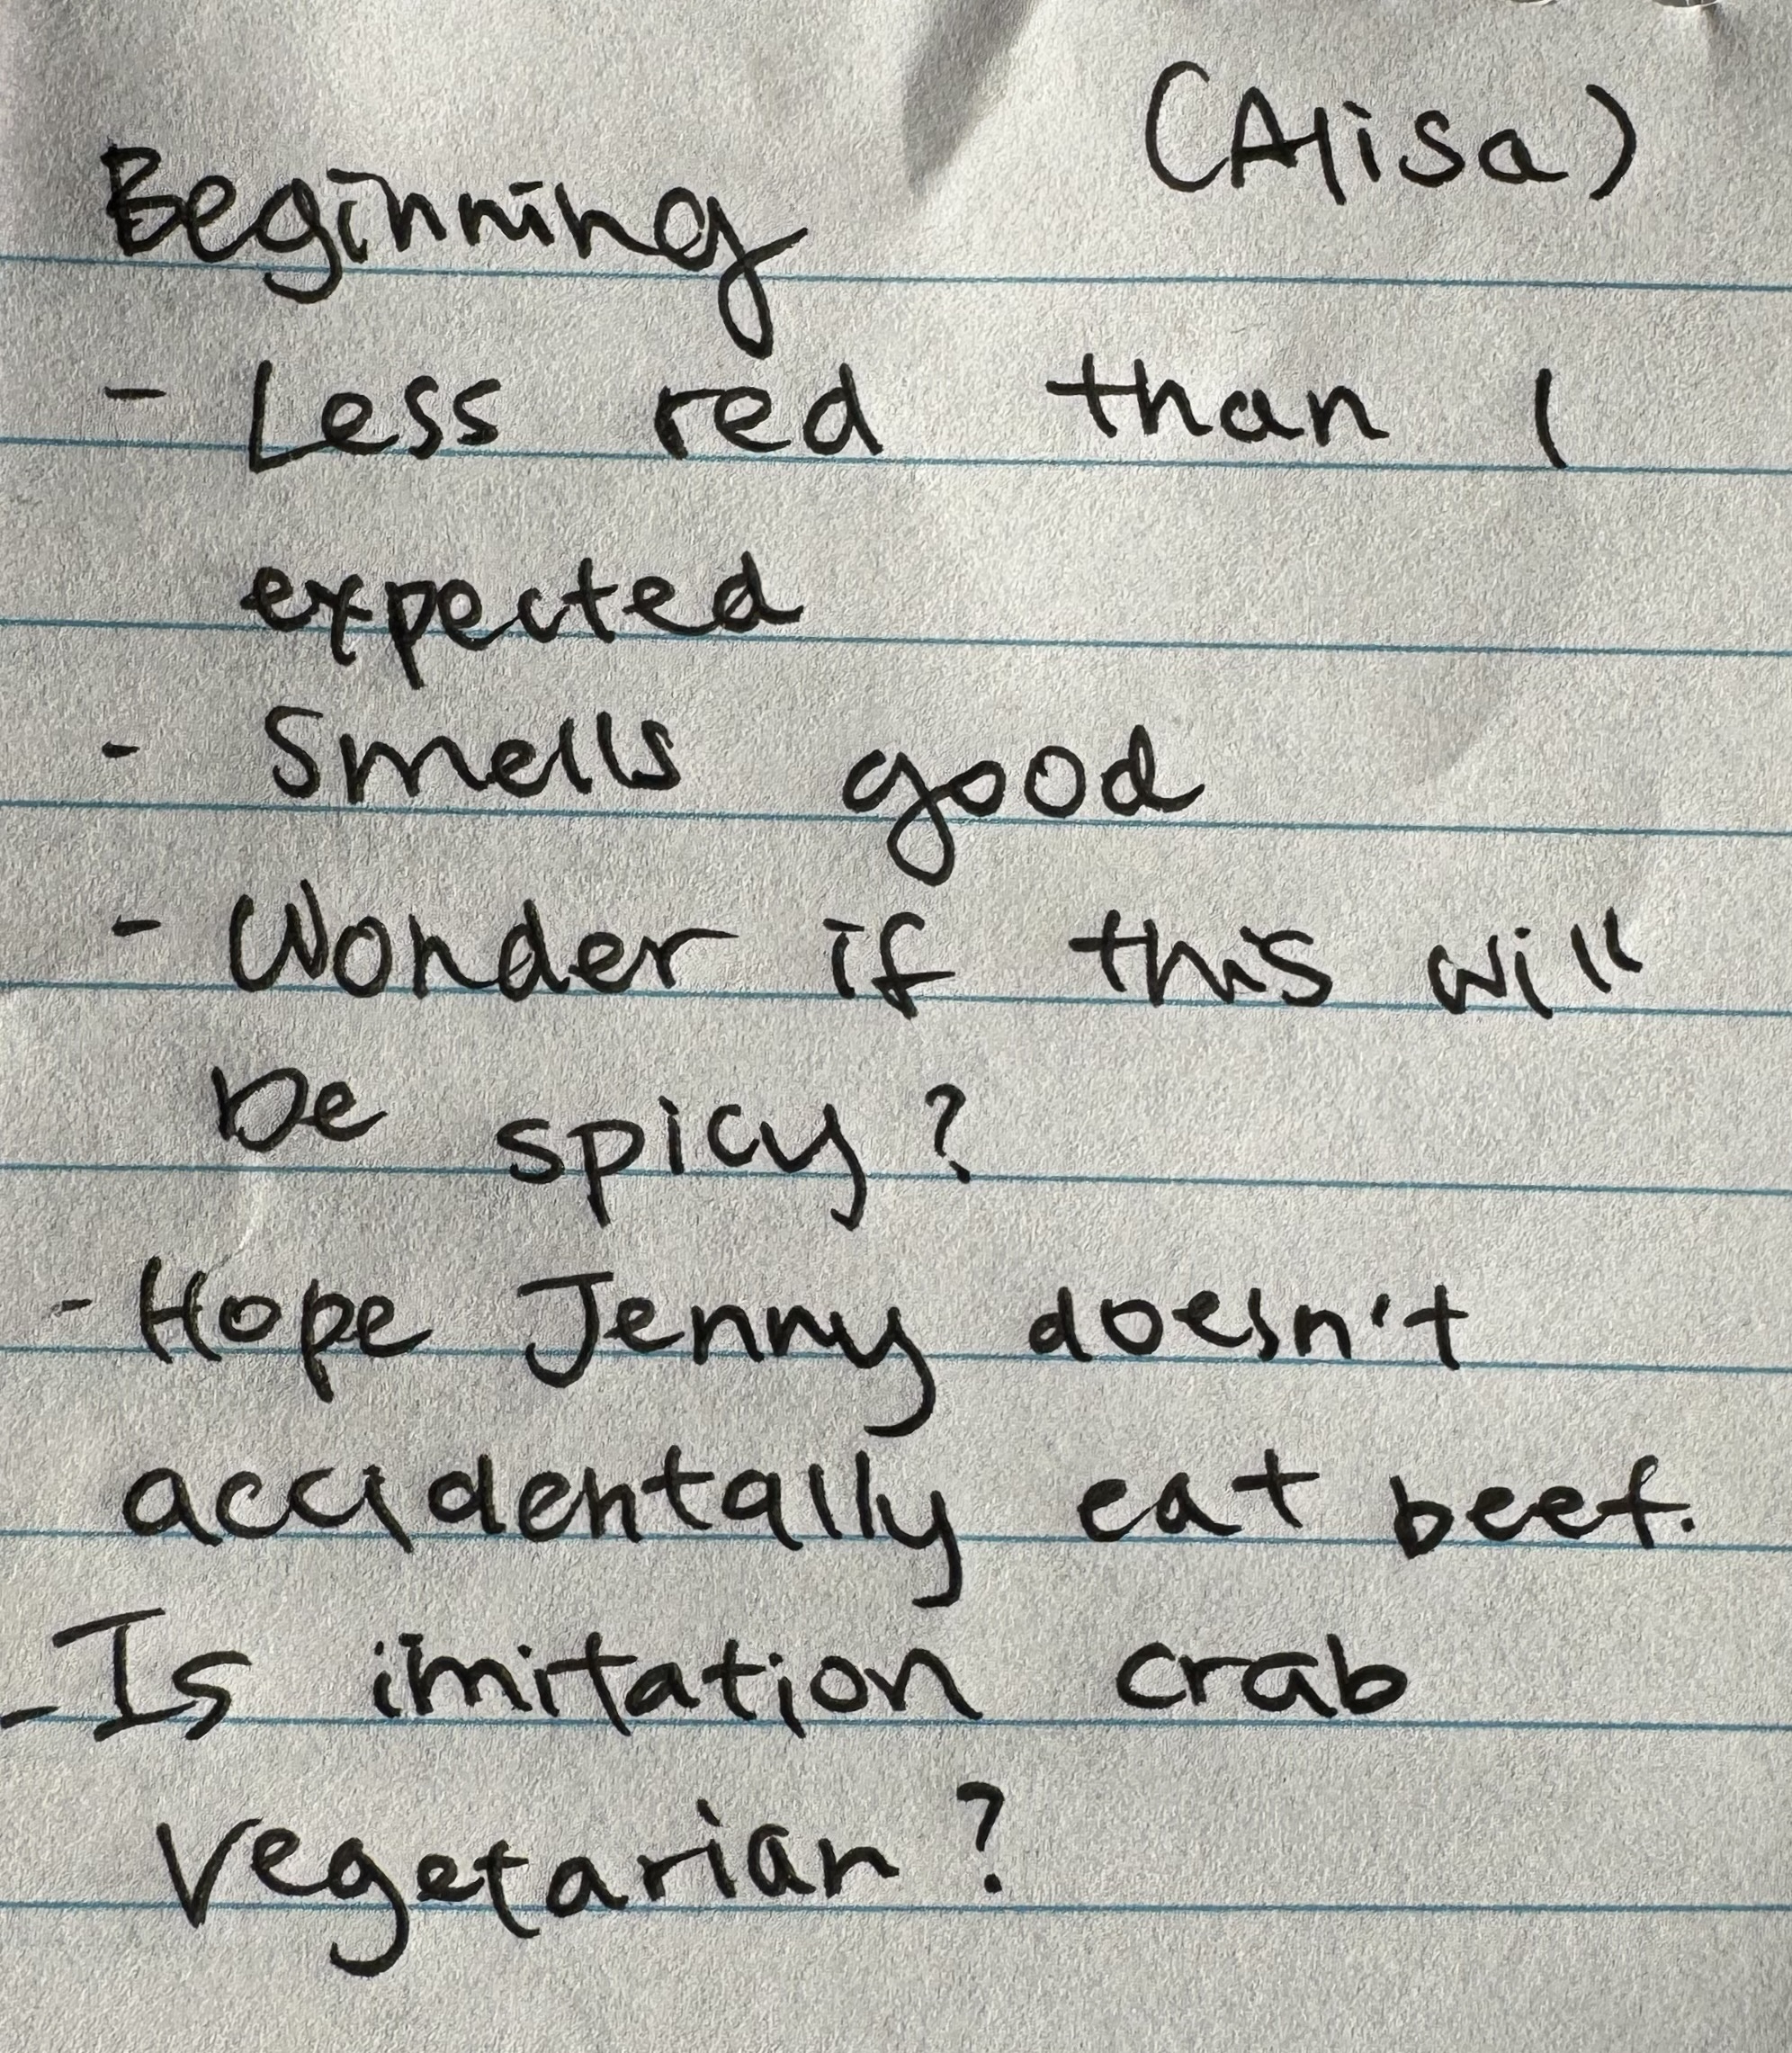 (Alisa)
Beginning
- Less red than I
expected
- Smells good
- Wonder if this will
be spicy?
- Hope Jenny doesn't
accidentally eat beef.
- Is imitation crab
vegetarian?